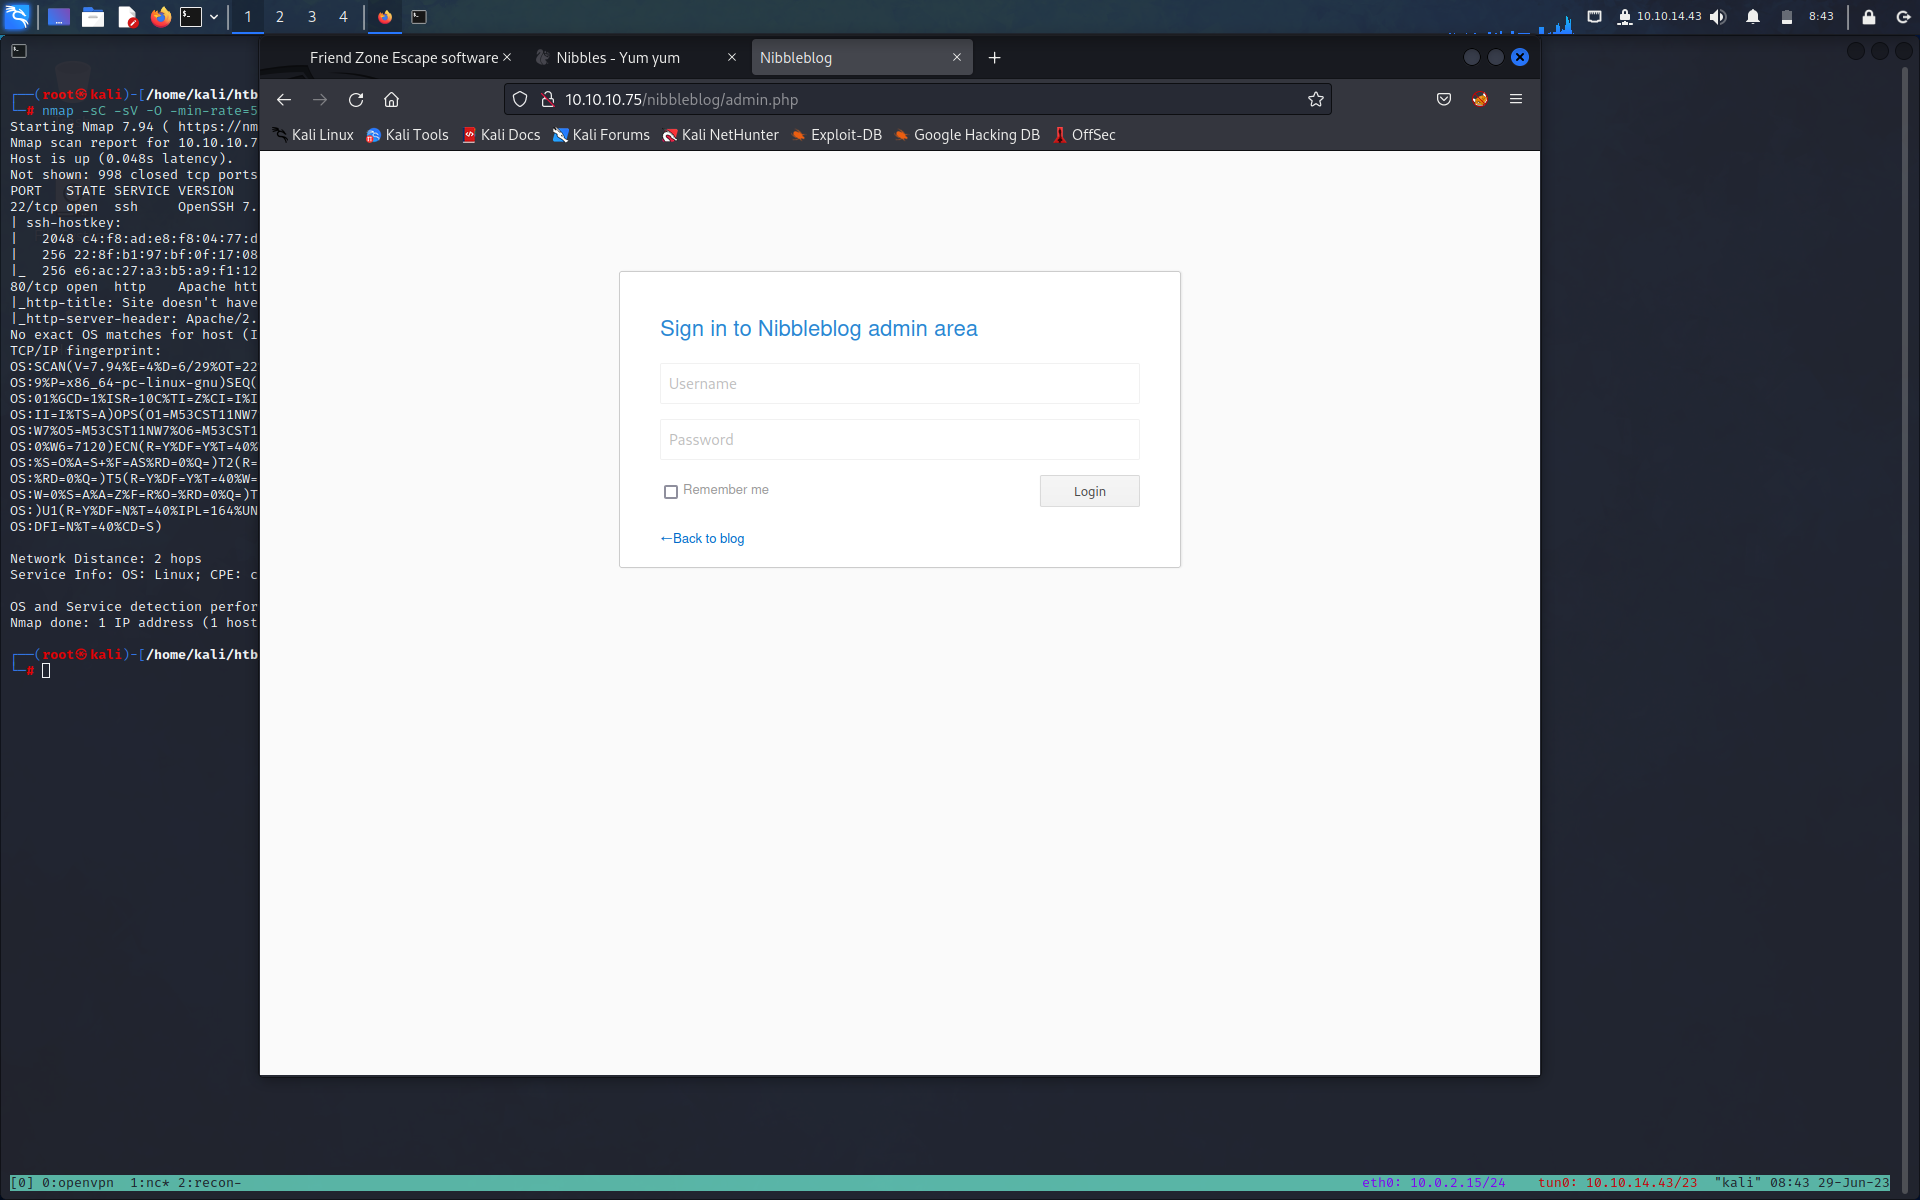 1 2 3 4 10.10.14.43 8:43
Friend Zone Escape software Nibbles - Yum yum Nibbleblog
10.10.10.75/nibbleblog/admin.php
Kali Linux Kali Tools Kali Docs Kali Forums Kali NetHunter Exploit-DB Google Hacking DB OffSec
(root㉿kali)-[/home/kali/htb
# nmap -sC -sV -O -min-rate=5
Starting Nmap 7.94 ( https://nm
Nmap scan report for 10.10.10.7
Host is up (0.048s latency).
Not shown: 998 closed tcp ports
PORT   STATE SERVICE VERSION
22/tcp open  ssh     OpenSSH 7.
| ssh-hostkey:
|   2048 c4:f8:ad:e8:f8:04:77:d
|   256 22:8f:b1:97:bf:0f:17:08
|_  256 e6:ac:27:a3:b5:a9:f1:12
80/tcp open  http    Apache htt
|_http-title: Site doesn't have
|_http-server-header: Apache/2.
No exact OS matches for host (I
TCP/IP fingerprint:
OS:SCAN(V=7.94%E=4%D=6/29%OT=22
OS:9%P=x86_64-pc-linux-gnu)SEQ(
OS:01%GCD=1%ISR=10C%TI=Z%CI=I%I
OS:II=I%TS=A)OPS(O1=M53CST11NW7
OS:W7%O5=M53CST11NW7%O6=M53CST1
OS:0%W6=7120)ECN(R=Y%DF=Y%T=40%
OS:%S=O%A=S+%F=AS%RD=0%Q=)T2(R=
OS:%RD=0%Q=)T5(R=Y%DF=Y%T=40%W=
OS:W=0%S=A%A=Z%F=R%O=%RD=0%Q=)T
OS:)U1(R=Y%DF=N%T=40%IPL=164%UN
OS:DFI=N%T=40%CD=S)
Network Distance: 2 hops
Service Info: OS: Linux; CPE: c
OS and Service detection perfor
Nmap done: 1 IP address (1 host
(root㉿kali)-[/home/kali/htb
#
Sign in to Nibbleblog admin area
Username
Password
Remember me Login
←Back to blog
[0] 0:openvpn  1:nc* 2:recon- eth0: 10.0.2.15/24 tun0: 10.10.14.43/23 "kali" 08:43 29-Jun-23